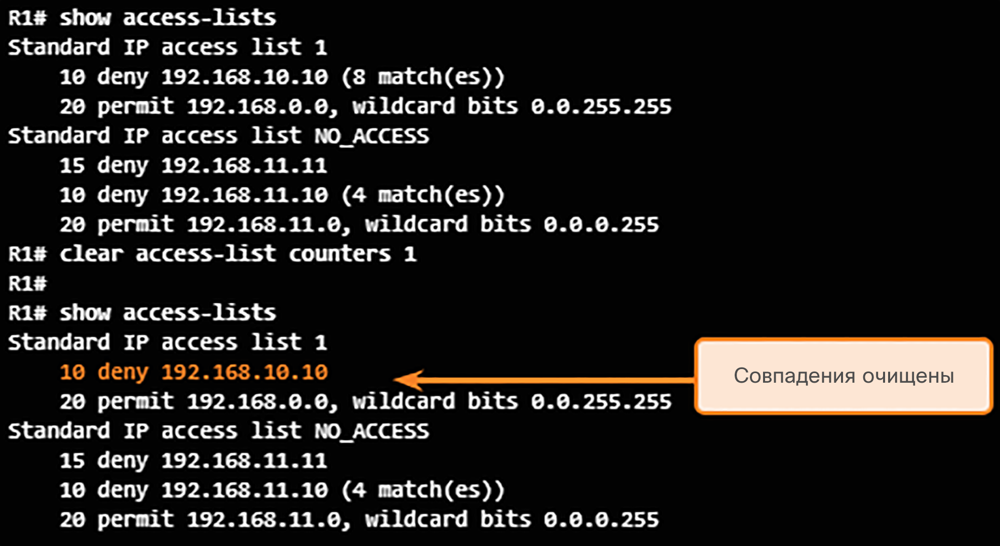 R1# show access-lists
Standard IP access list 1
10 deny 192.168.10.10 (8 match(es))
20 permit 192.168.0.0, wildcard bits 0.0.255.255
Standard IP access list NO_ACCESS
15 deny 192.168.11.11
10 deny 192.168.11.10 (4 match(es))
20 permit 192.168.11.0, wildcard bits 0.0.0.255
R1# clear access-list counters 1
R1#
R1# show access-lists
Standard IP access list 1
10 deny 192.168.10.10
Совпадения очищены
20 permit 192.168.0.0, wildcard bits 0.0.255.255
Standard IP access list NO_ACCESS
15 deny 192.168.11.11
10 deny 192.168.11.10 (4 match(es))
20 permit 192.168.11.0, wildcard bits 0.0.0.255